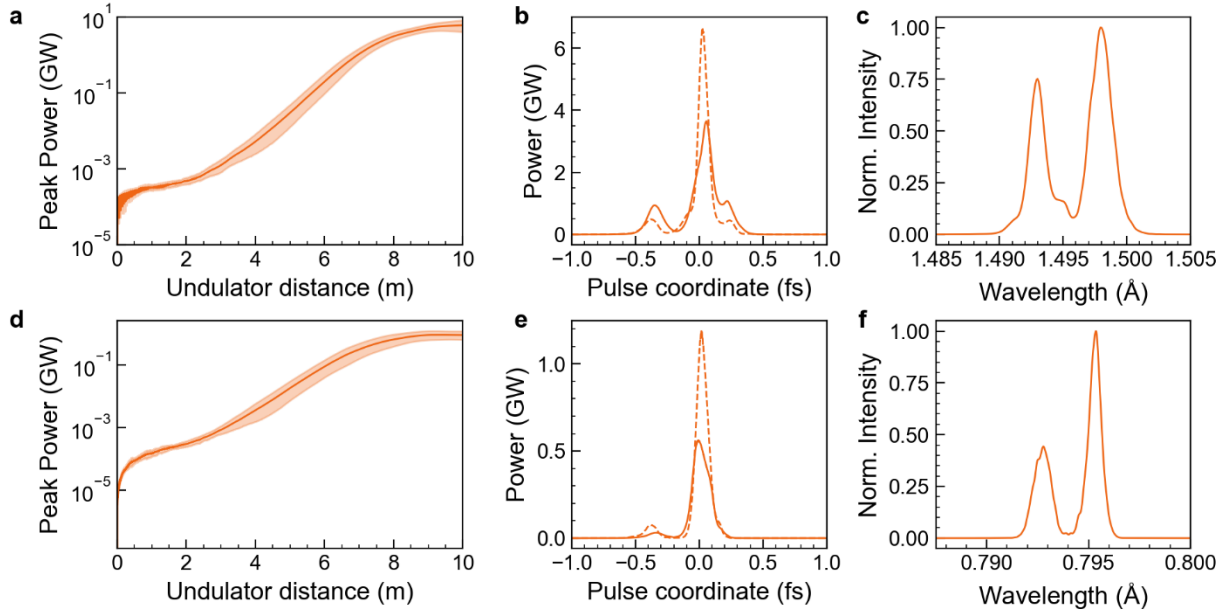 a
Peak Power (GW)
10¹
10⁻¹
10⁻³
10⁻⁵
0 2 4 6 8 10
Undulator distance (m)
b
Power (GW)
6
4
2
0
−1.0 −0.5 0.0 0.5 1.0
Pulse coordinate (fs)
c
Norm. Intensity
1.00
0.75
0.50
0.25
0.00
1.485 1.490 1.495 1.500 1.505
Wavelength (Å)
d
Peak Power (GW)
10⁻¹
10⁻³
10⁻⁵
0 2 4 6 8 10
Undulator distance (m)
e
Power (GW)
1.0
0.5
0.0
−1.0 −0.5 0.0 0.5 1.0
Pulse coordinate (fs)
f
Norm. Intensity
1.00
0.75
0.50
0.25
0.00
0.790 0.795 0.800
Wavelength (Å)